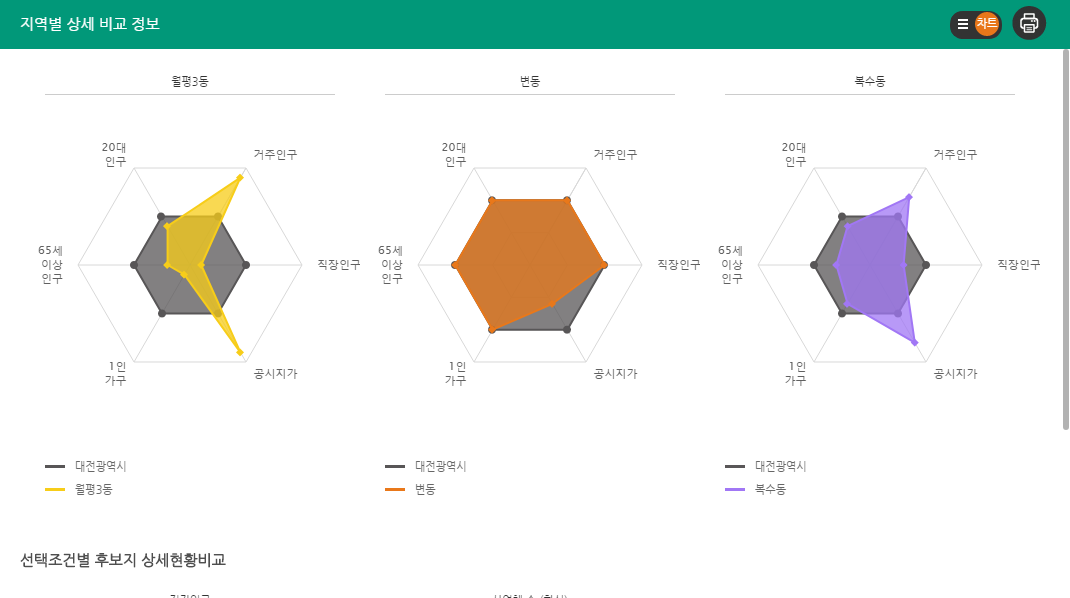 지역별 상세 비교 정보
차트
월평3동
변동
복수동
20대
인구
거주인구
65세
이상
인구
직장인구
1인
가구
공시지가
20대
인구
거주인구
65세
이상
인구
직장인구
1인
가구
공시지가
20대
인구
거주인구
65세
이상
인구
직장인구
1인
가구
공시지가
대전광역시
월평3동
대전광역시
변동
대전광역시
복수동
선택조건별 후보지 상세현황비교